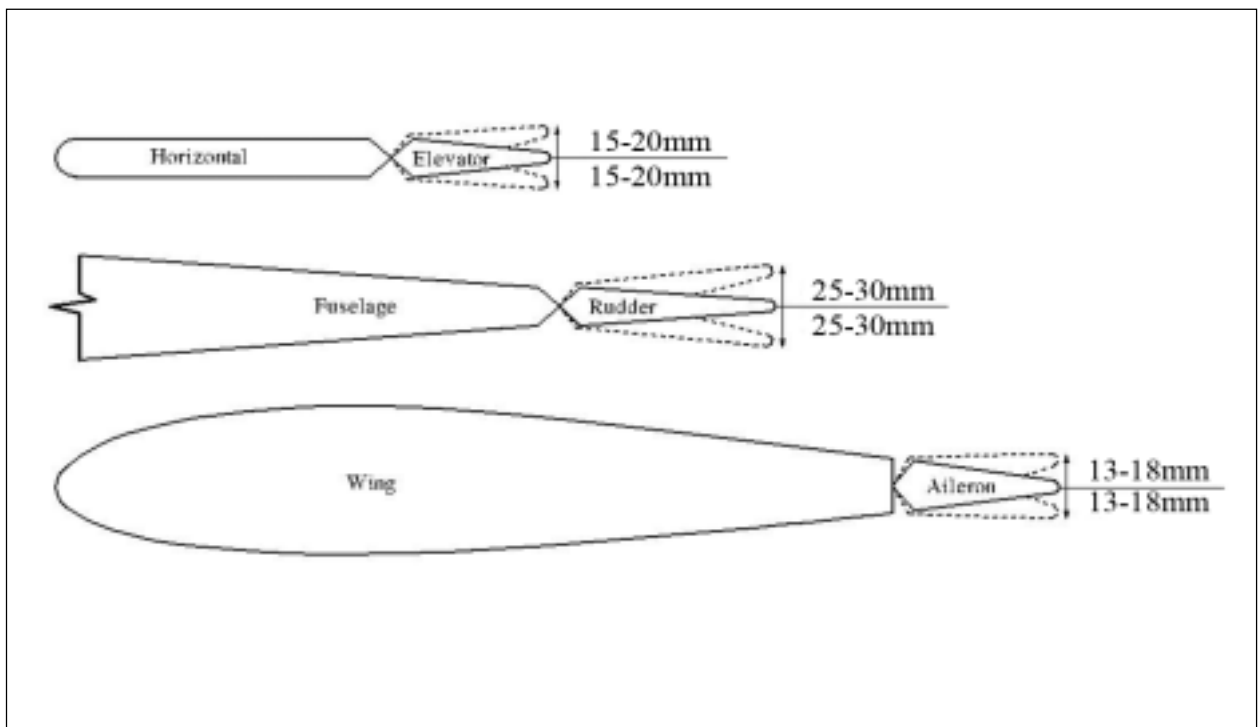 Horizontal
Elevator
15-20mm
15-20mm
Fuselage
Rudder
25-30mm
25-30mm
Wing
Aileron
13-18mm
13-18mm